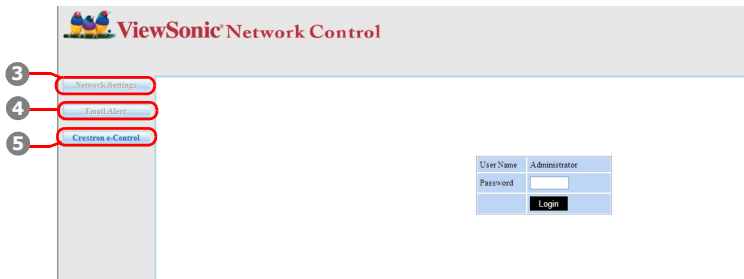 ViewSonic® Network Control
3
Network Settings
4
Email Alert
5
Crestron e-Control
User Name Administrator
Password
Login